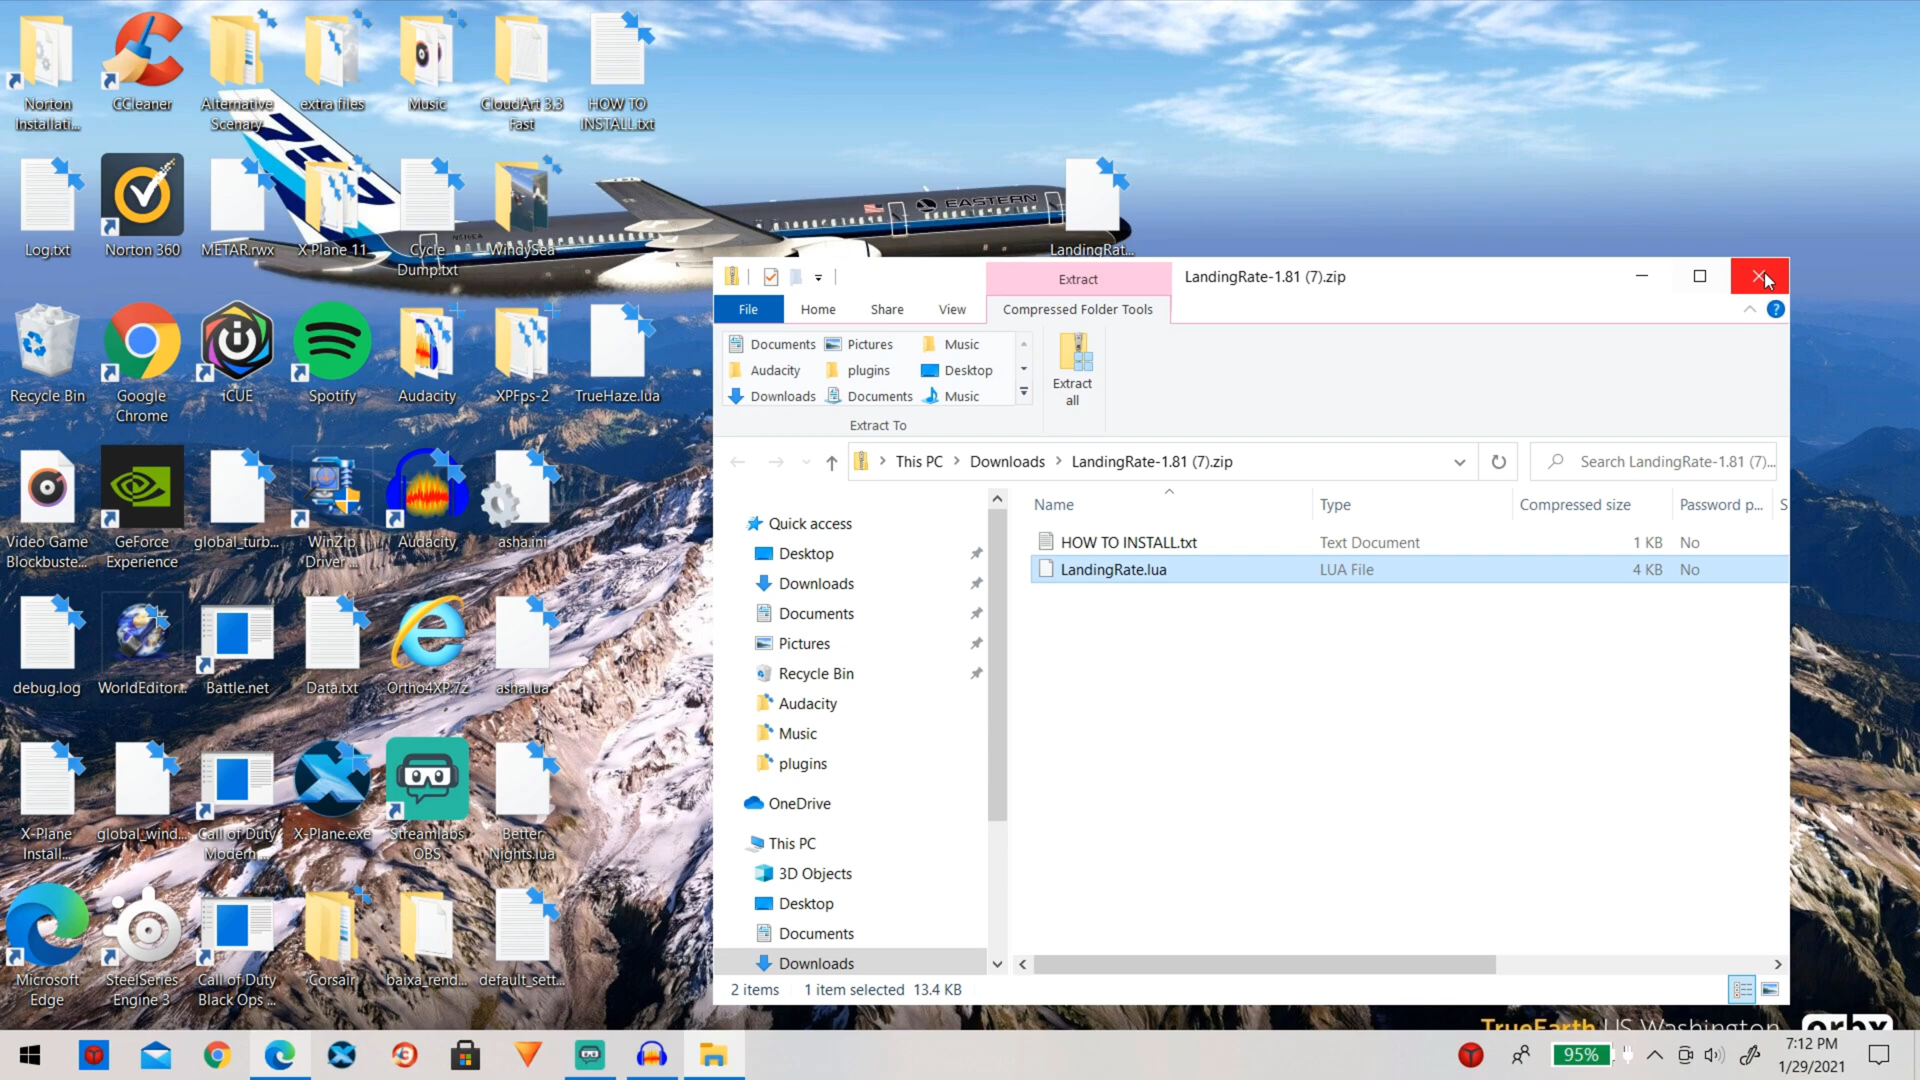 Norton
Installati...
CCleaner
Alternative
Scenary
extra files
Music
CloudArt 3.3
Fast
HOW TO
INSTALL.txt
Log.txt
Norton 360
METAR.rwx
X-Plane 11...
Cycle
Dump.txt
WindySea
EASTERN
LandingRat...
Recycle Bin
Google
Chrome
iCUE
Spotify
Audacity
XPFps-2
TrueHaze.lua
Video Game
Blockbuste...
GeForce
Experience
global_turb...
WinZip
Driver ...
Audacity
asha.ini
debug.log
WorldEditor...
Battle.net
Data.txt
Ortho4XP.7z
asha.lua
X-Plane
Install...
global_wind...
Call of Duty
Modern ...
X-Plane.exe
Streamlabs
OBS
Better
Nights.lua
Microsoft
Edge
SteelSeries
Engine 3
Call of Duty
Black Ops ...
Corsair
baixa_rend...
default_sett...
Extract
LandingRate-1.81 (7).zip
File
Home
Share
View
Compressed Folder Tools
Documents
Pictures
Music
Audacity
plugins
Desktop
Downloads
Documents
Music
Extract To
Extract
all
This PC
Downloads
LandingRate-1.81 (7).zip
Search LandingRate-1.81 (7)...
Name
Type
Compressed size
Password p...
S
HOW TO INSTALL.txt
Text Document
1 KB
No
LandingRate.lua
LUA File
4 KB
No
Quick access
Desktop
Downloads
Documents
Pictures
Recycle Bin
Audacity
Music
plugins
OneDrive
This PC
3D Objects
Desktop
Documents
Downloads
2 items
1 item selected 13.4 KB
TrueEarth US Washington
orbx
95%
7:12 PM
1/29/2021